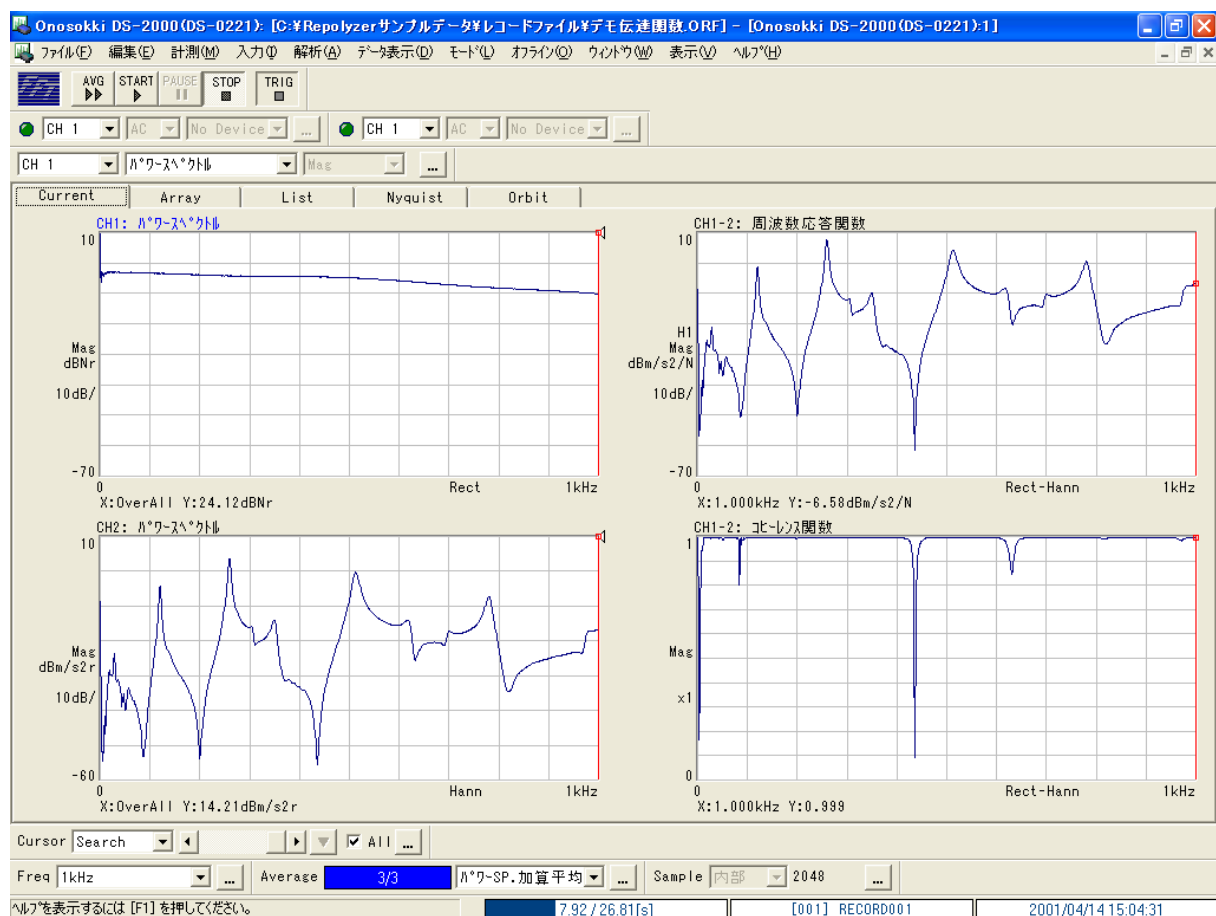 Onosokki DS-2000(DS-0221): [C:¥Repolyzerサンプルデータ¥レコードファイル¥デモ伝達関数.ORF] - [Onosokki DS-2000(DS-0221):1]
ファイル(F) 編集(E) 計測(M) 入力(I) 解析(A) データ表示(D) モード(L) オフライン(O) ウィンドウ(W) 表示(V) ヘルプ(H)
AVG START PAUSE STOP TRIG
CH 1 AC No Device ... CH 1 AC No Device ...
CH 1 パワースペクトル Mag ...
Current Array List Nyquist Orbit
CH1: パワースペクトル
10
Mag
dBNr
10dB/
-70
0 Rect 1kHz
X:OverAll Y:24.12dBNr
CH1-2: 周波数応答関数
10
H1
Mag
dBm/s2/N
10dB/
-70
0 Rect-Hann 1kHz
X:1.000kHz Y:-6.58dBm/s2/N
CH2: パワースペクトル
10
Mag
dBm/s2r
10dB/
-60
0 Hann 1kHz
X:OverAll Y:14.21dBm/s2r
CH1-2: コヒーレンス関数
1
Mag
x1
0
0 Rect-Hann 1kHz
X:1.000kHz Y:0.999
Cursor Search All ...
Freq 1kHz ... Average 3/3 パワーSP.加算平均 ... Sample 内部 2048 ...
ヘルプを表示するには [F1] を押してください。 7.92 / 26.81[s] [001] RECORD001 2001/04/14 15:04:31